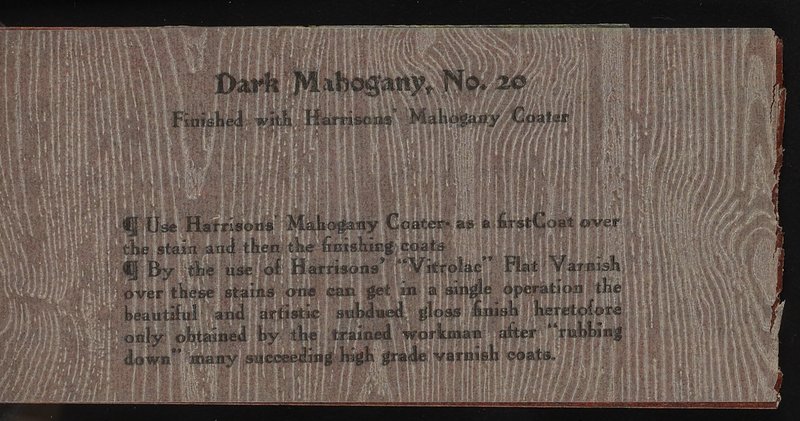 Dark Mahogany, No. 20
Finished with Harrisons' Mahogany Coater
¶ Use Harrisons' Mahogany Coater as a first Coat over
the stain and then the finishing coats
¶ By the use of Harrisons' "Vitrolac" Flat Varnish
over these stains one can get in a single operation the
beautiful and artistic subdued gloss finish heretofore
only obtained by the trained workman after "rubbing
down" many succeeding high grade varnish coats.